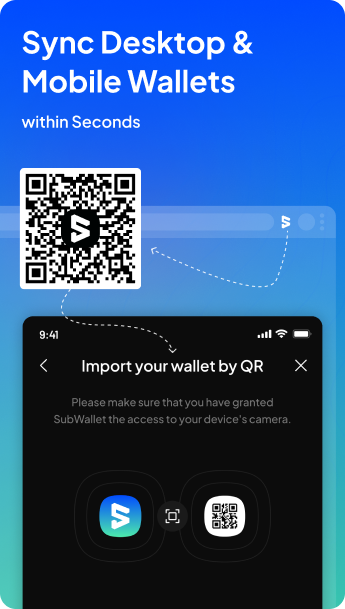 Sync Desktop &
Mobile Wallets
within Seconds
9:41
Import your wallet by QR
Please make sure that you have granted
SubWallet the access to your device's camera.